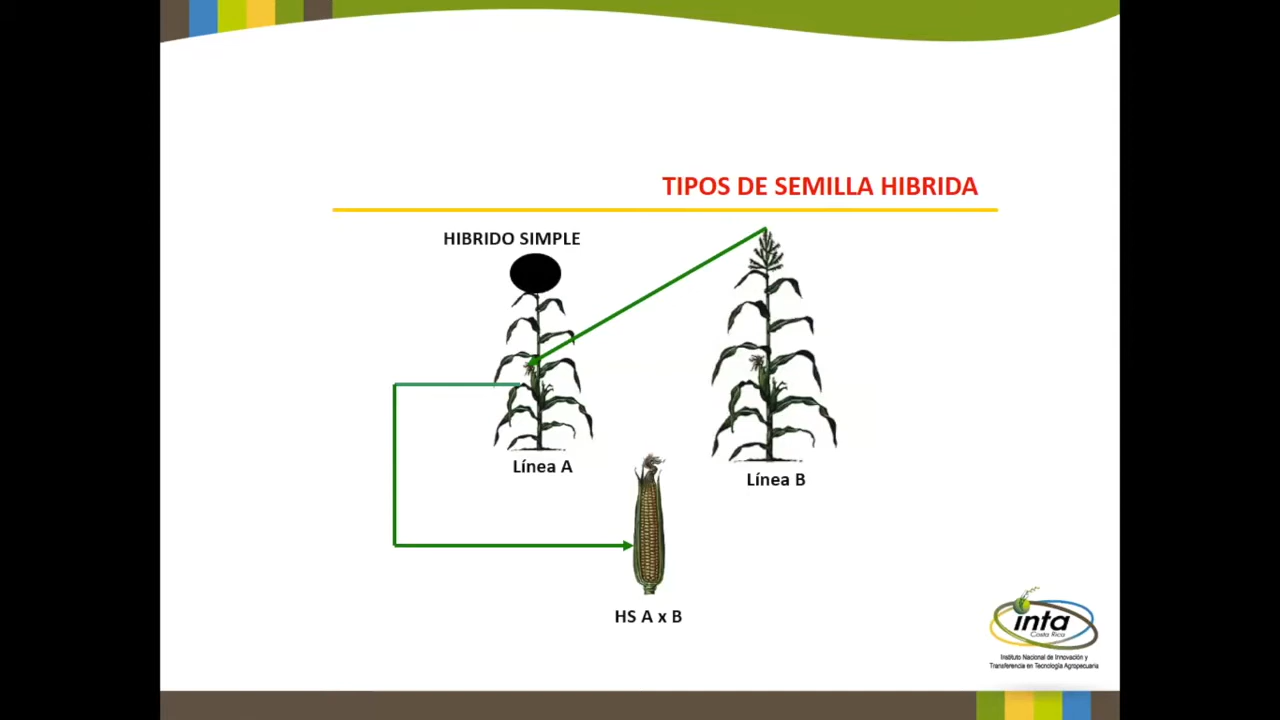 TIPOS DE SEMILLA HIBRIDA
HIBRIDO SIMPLE
Línea A
Línea B
HS A x B
inta
Costa Rica
Instituto Nacional de Innovación y
Transferencia en Tecnología Agropecuaria